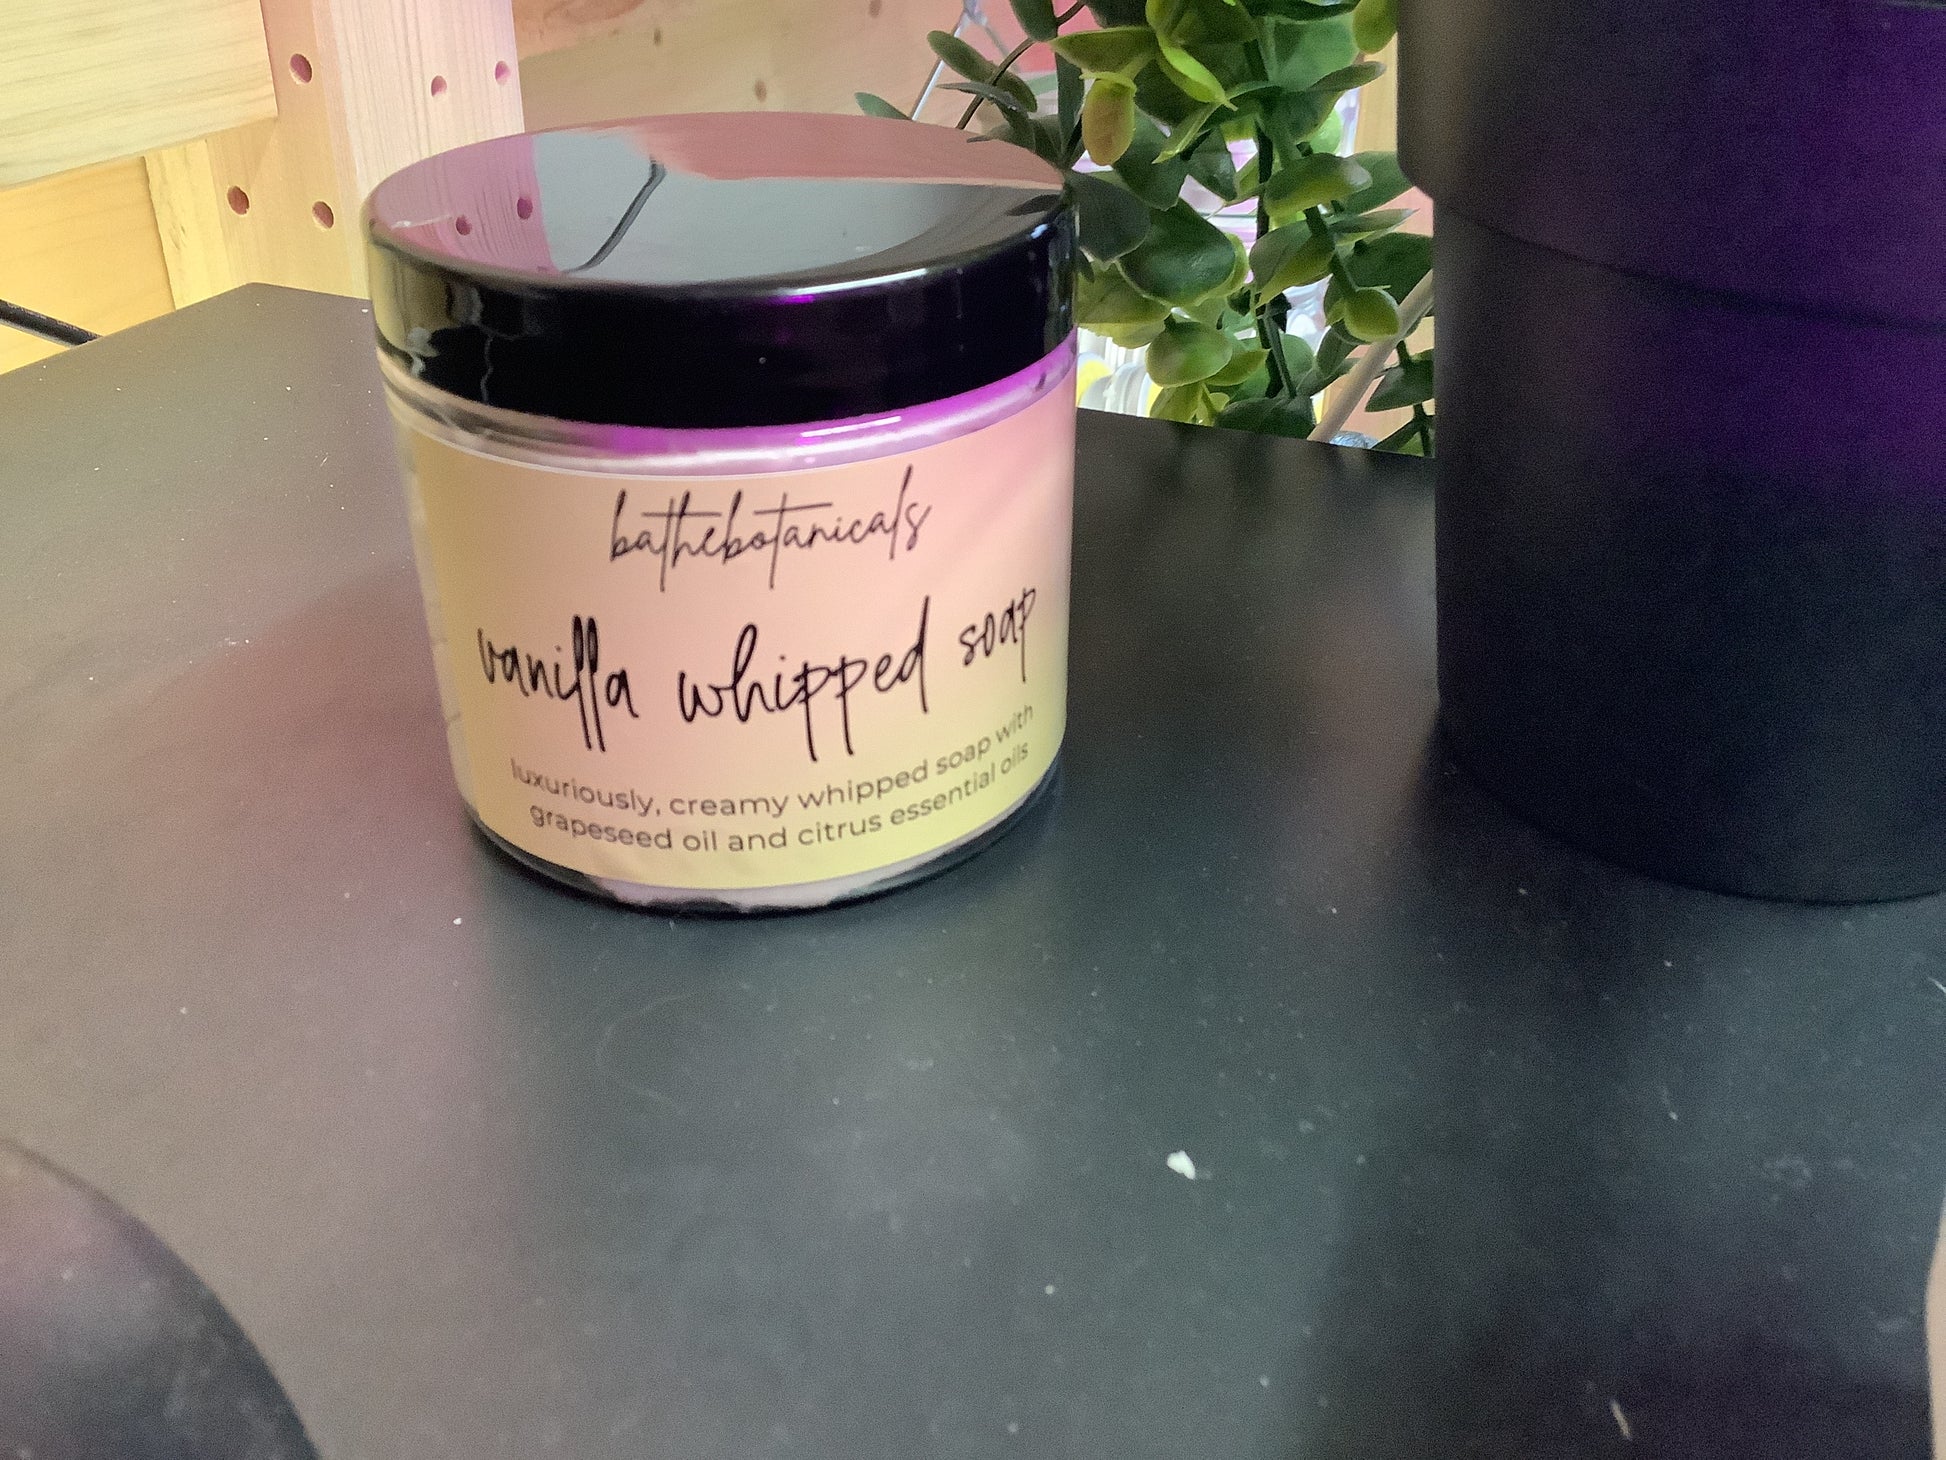 bathebotanicals
vanilla whipped soap
luxuriously, creamy whipped soap with
grapeseed oil and citrus essential oils